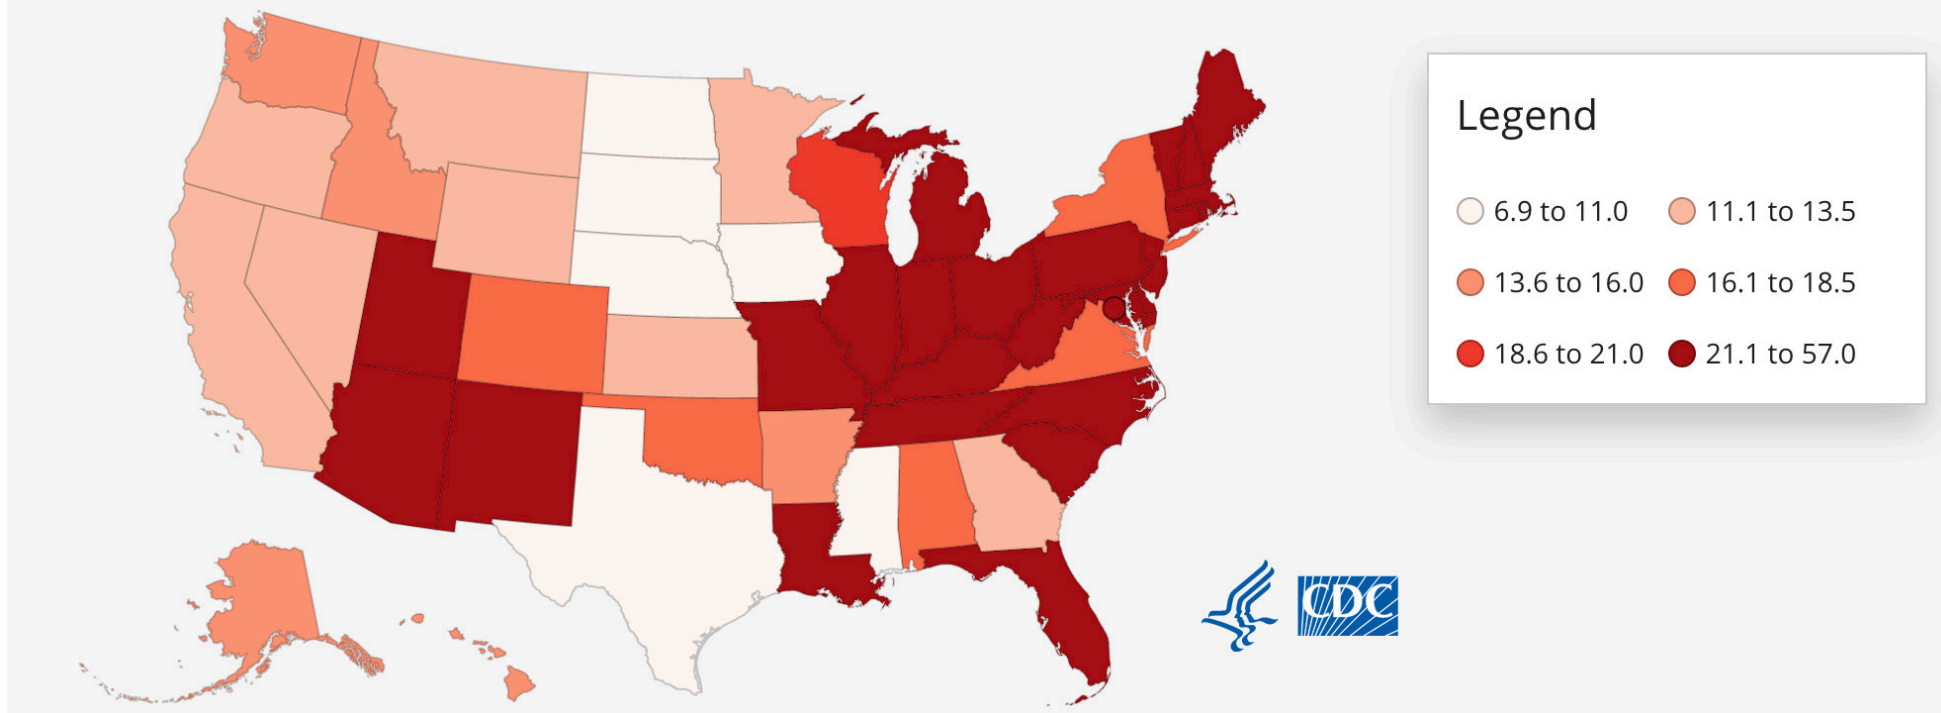 Legend
6.9 to 11.0 11.1 to 13.5
13.6 to 16.0 16.1 to 18.5
18.6 to 21.0 21.1 to 57.0
CDC